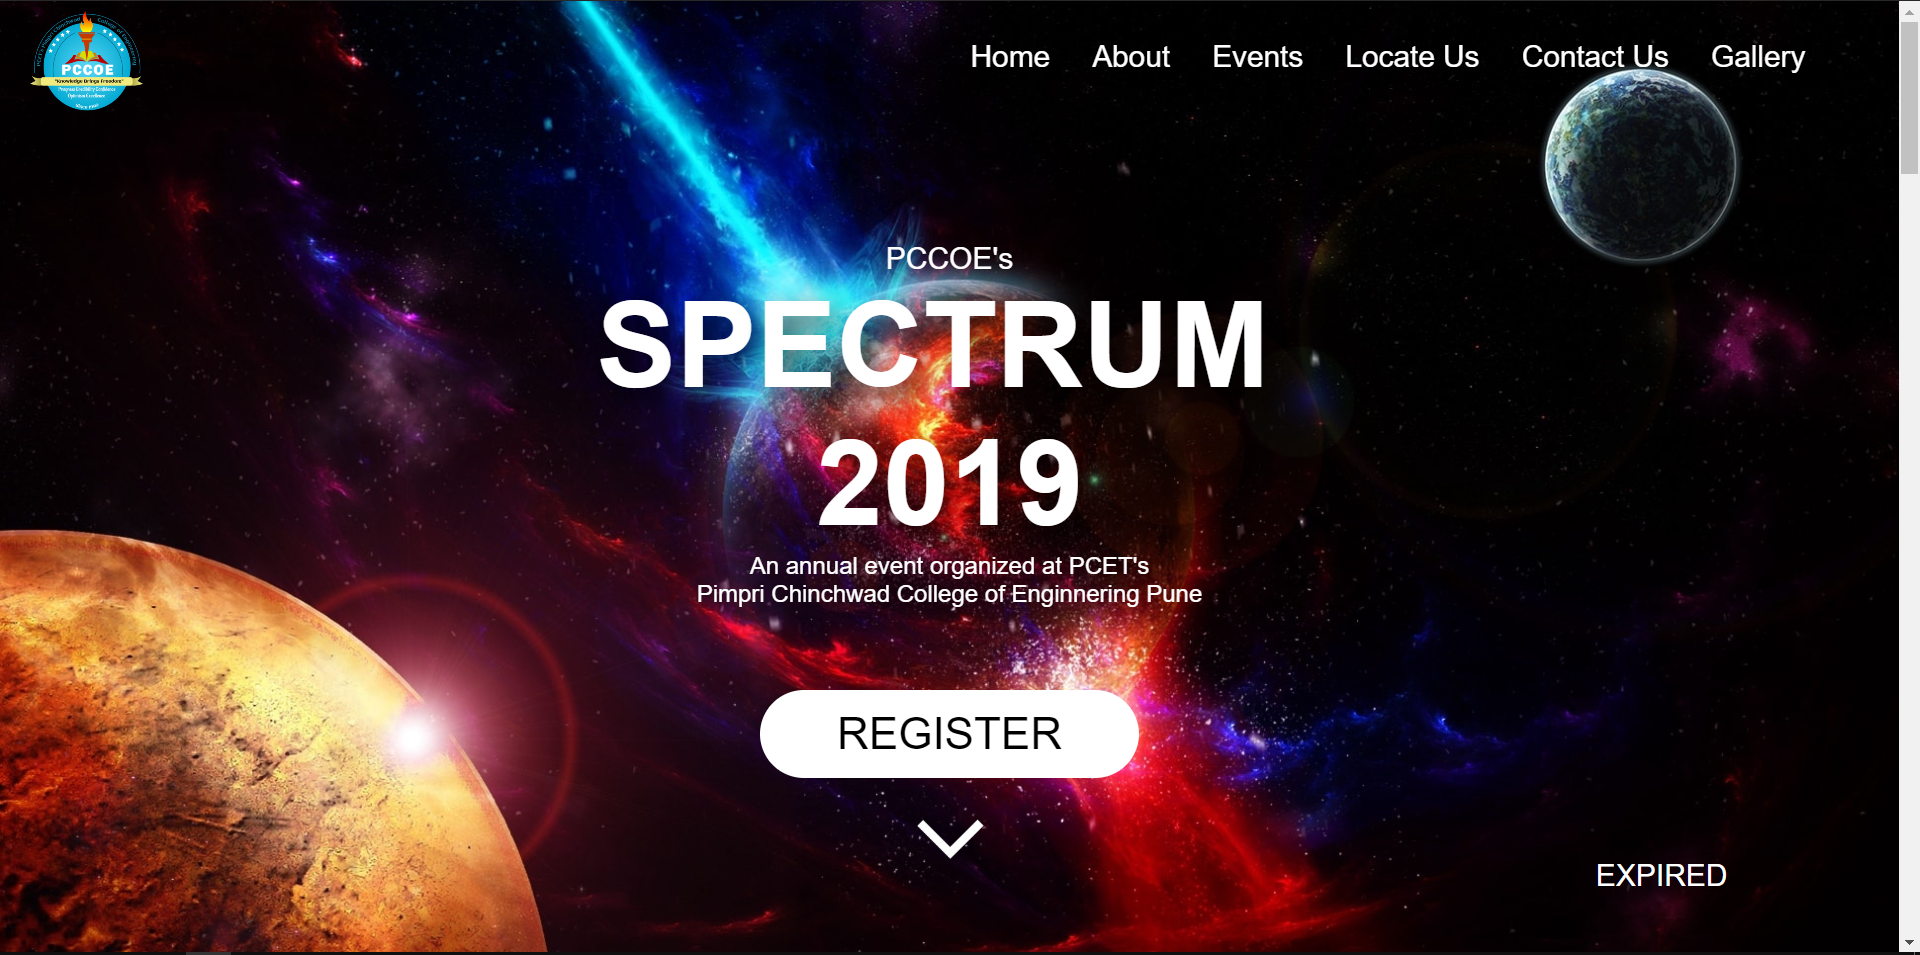 PCCOE
"Knowledge Brings Freedom"
Home About Events Locate Us Contact Us Gallery
PCCOE's
SPECTRUM
2019
An annual event organized at PCET's
Pimpri Chinchwad College of Enginnering Pune
REGISTER
EXPIRED